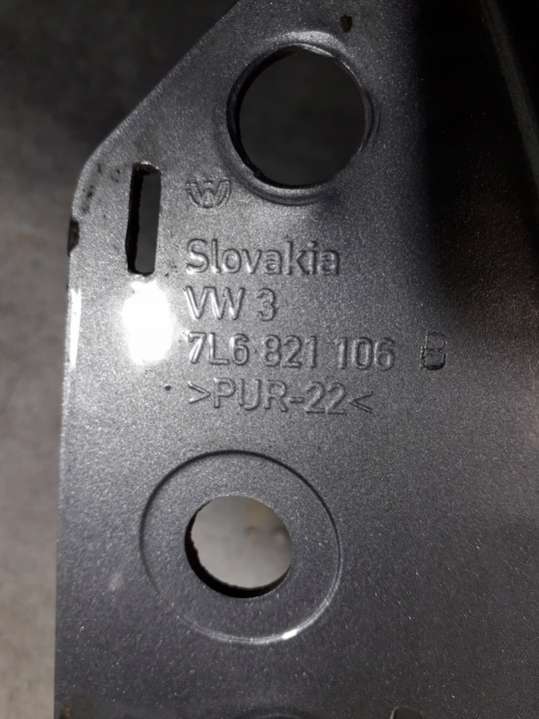 Slovakia
VW 3
7L6 821 106 B
>PUR-22<